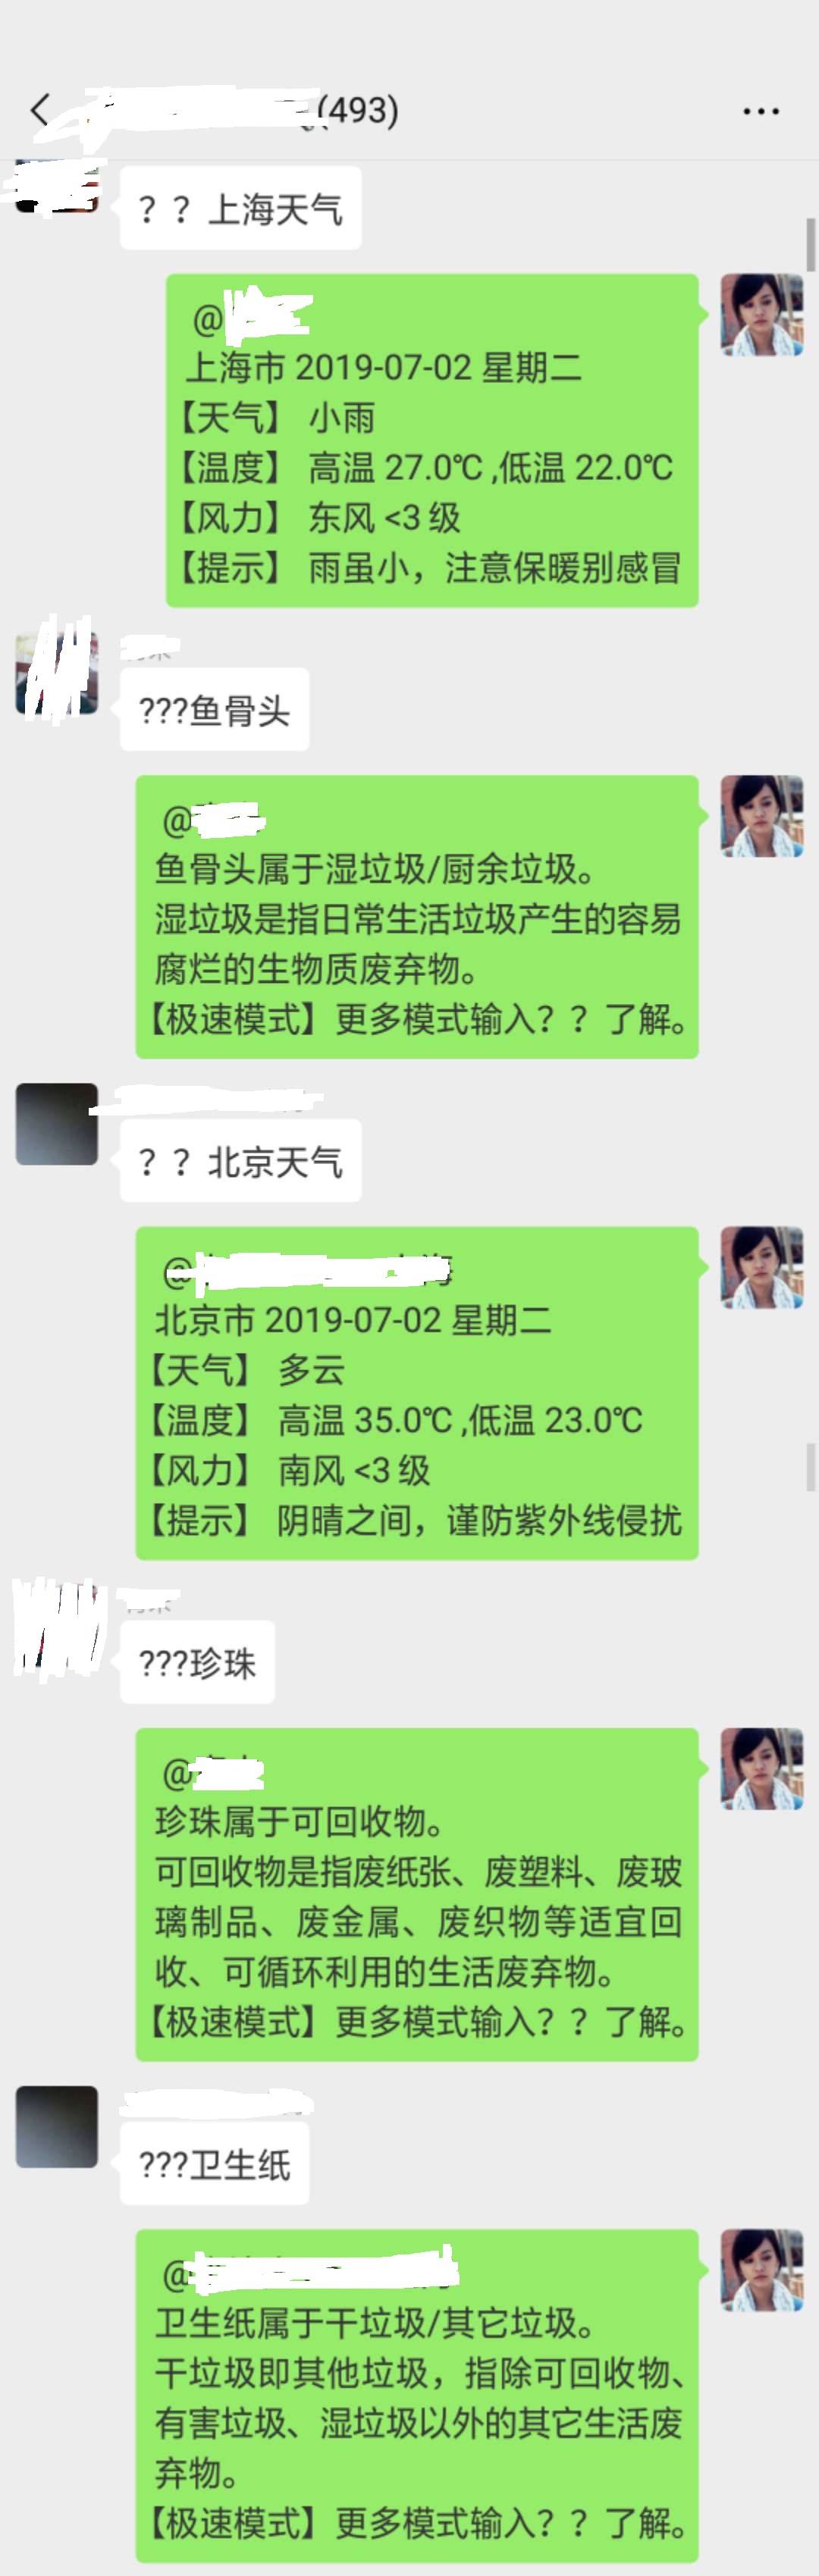 (493)
？？上海天气
@
上海市 2019-07-02 星期二
【天气】 小雨
【温度】 高温 27.0℃ ,低温 22.0℃
【风力】 东风 <3 级
【提示】 雨虽小，注意保暖别感冒
???鱼骨头
@
鱼骨头属于湿垃圾/厨余垃圾。
湿垃圾是指日常生活垃圾产生的容易
腐烂的生物质废弃物。
【极速模式】更多模式输入？？了解。
？？北京天气
@
北京市 2019-07-02 星期二
【天气】 多云
【温度】 高温 35.0℃ ,低温 23.0℃
【风力】 南风 <3 级
【提示】 阴晴之间，谨防紫外线侵扰
???珍珠
@
珍珠属于可回收物。
可回收物是指废纸张、废塑料、废玻
璃制品、废金属、废织物等适宜回
收、可循环利用的生活废弃物。
【极速模式】更多模式输入？？了解。
???卫生纸
@
卫生纸属于干垃圾/其它垃圾。
干垃圾即其他垃圾，指除可回收物、
有害垃圾、湿垃圾以外的其它生活废
弃物。
【极速模式】更多模式输入？？了解。